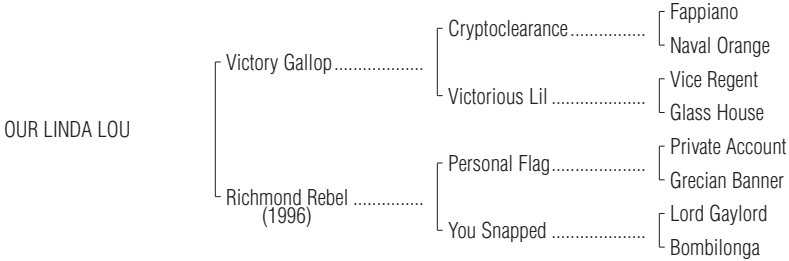 Fappiano
Cryptoclearance................
Naval Orange
Victory Gallop...................
Vice Regent
Victorious Lil ....................
Glass House
OUR LINDA LOU
Private Account
Personal Flag....................
Grecian Banner
Richmond Rebel ...............
(1996)
Lord Gaylord
You Snapped ....................
Bombilonga